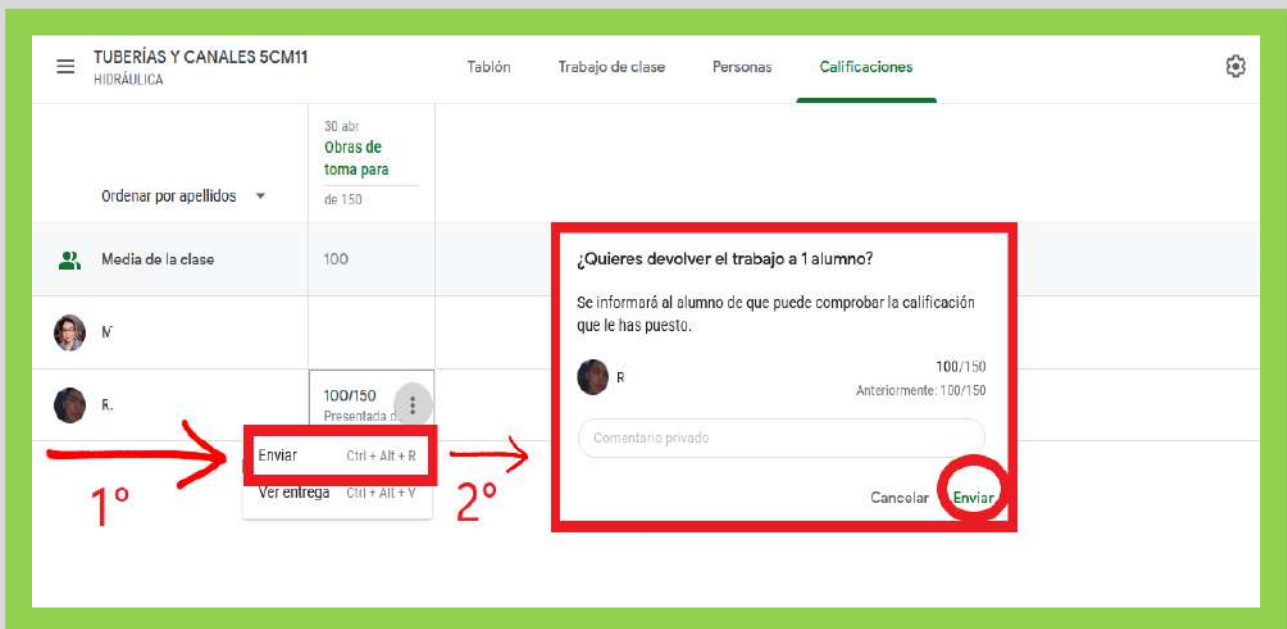 TUBERÍAS Y CANALES 5CM11
HIDRÁULICA
Tablón Trabajo de clase Personas Calificaciones
30 abr
Obras de
toma para
de 150
Ordenar por apellidos
Media de la clase 100
N
R.
100/150
Presentada d
Enviar Ctrl + Alt + R
Ver entrega Ctrl + Alt + V
1º
2º
¿Quieres devolver el trabajo a 1 alumno?
Se informará al alumno de que puede comprobar la calificación
que le has puesto.
R
100/150
Anteriormente: 100/150
Comentario privado
Cancelar Enviar